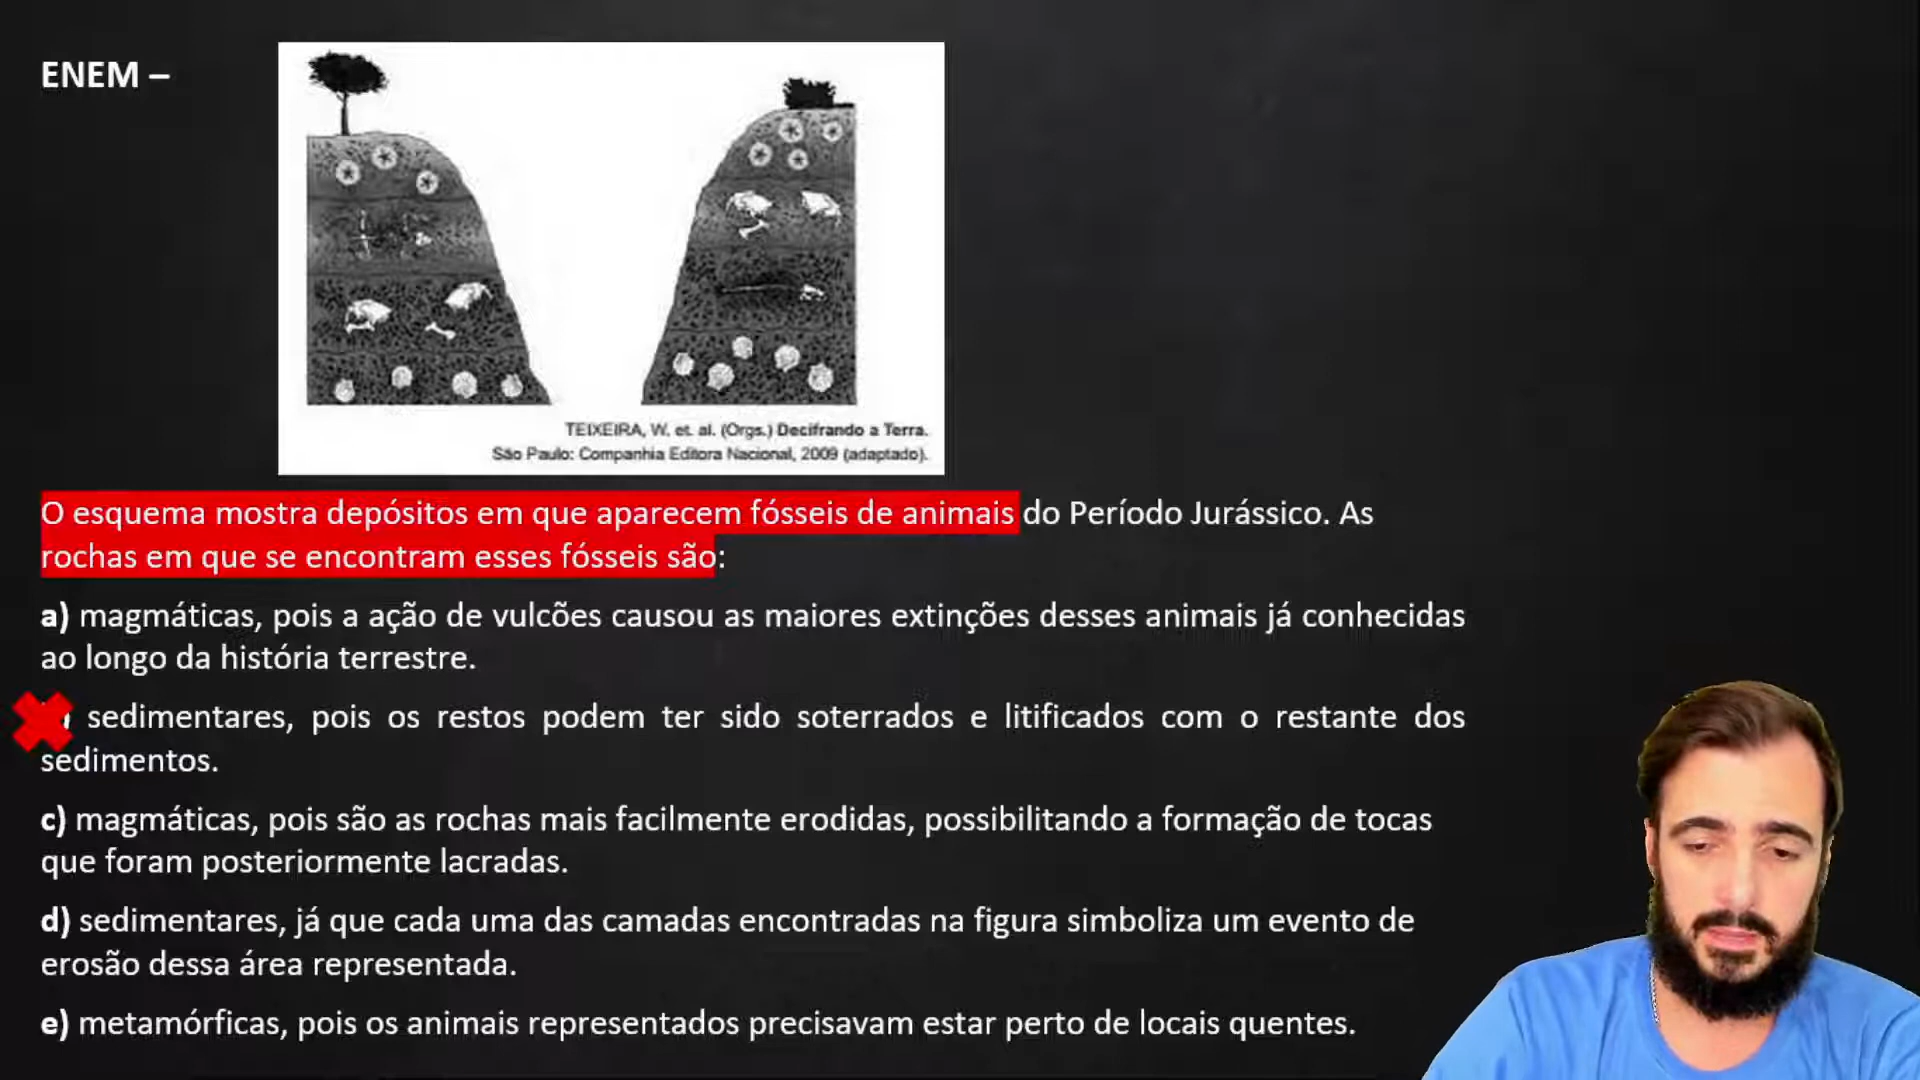 ENEM –
TEIXEIRA, W. et. al. (Orgs.) Decifrando a Terra.
São Paulo: Companhia Editora Nacional, 2009 (adaptado).
O esquema mostra depósitos em que aparecem fósseis de animais do Período Jurássico. As
rochas em que se encontram esses fósseis são:
a) magmáticas, pois a ação de vulcões causou as maiores extinções desses animais já conhecidas
ao longo da história terrestre.
sedimentares, pois os restos podem ter sido soterrados e litificados com o restante dos
sedimentos.
c) magmáticas, pois são as rochas mais facilmente erodidas, possibilitando a formação de tocas
que foram posteriormente lacradas.
d) sedimentares, já que cada uma das camadas encontradas na figura simboliza um evento de
erosão dessa área representada.
e) metamórficas, pois os animais representados precisavam estar perto de locais quentes.